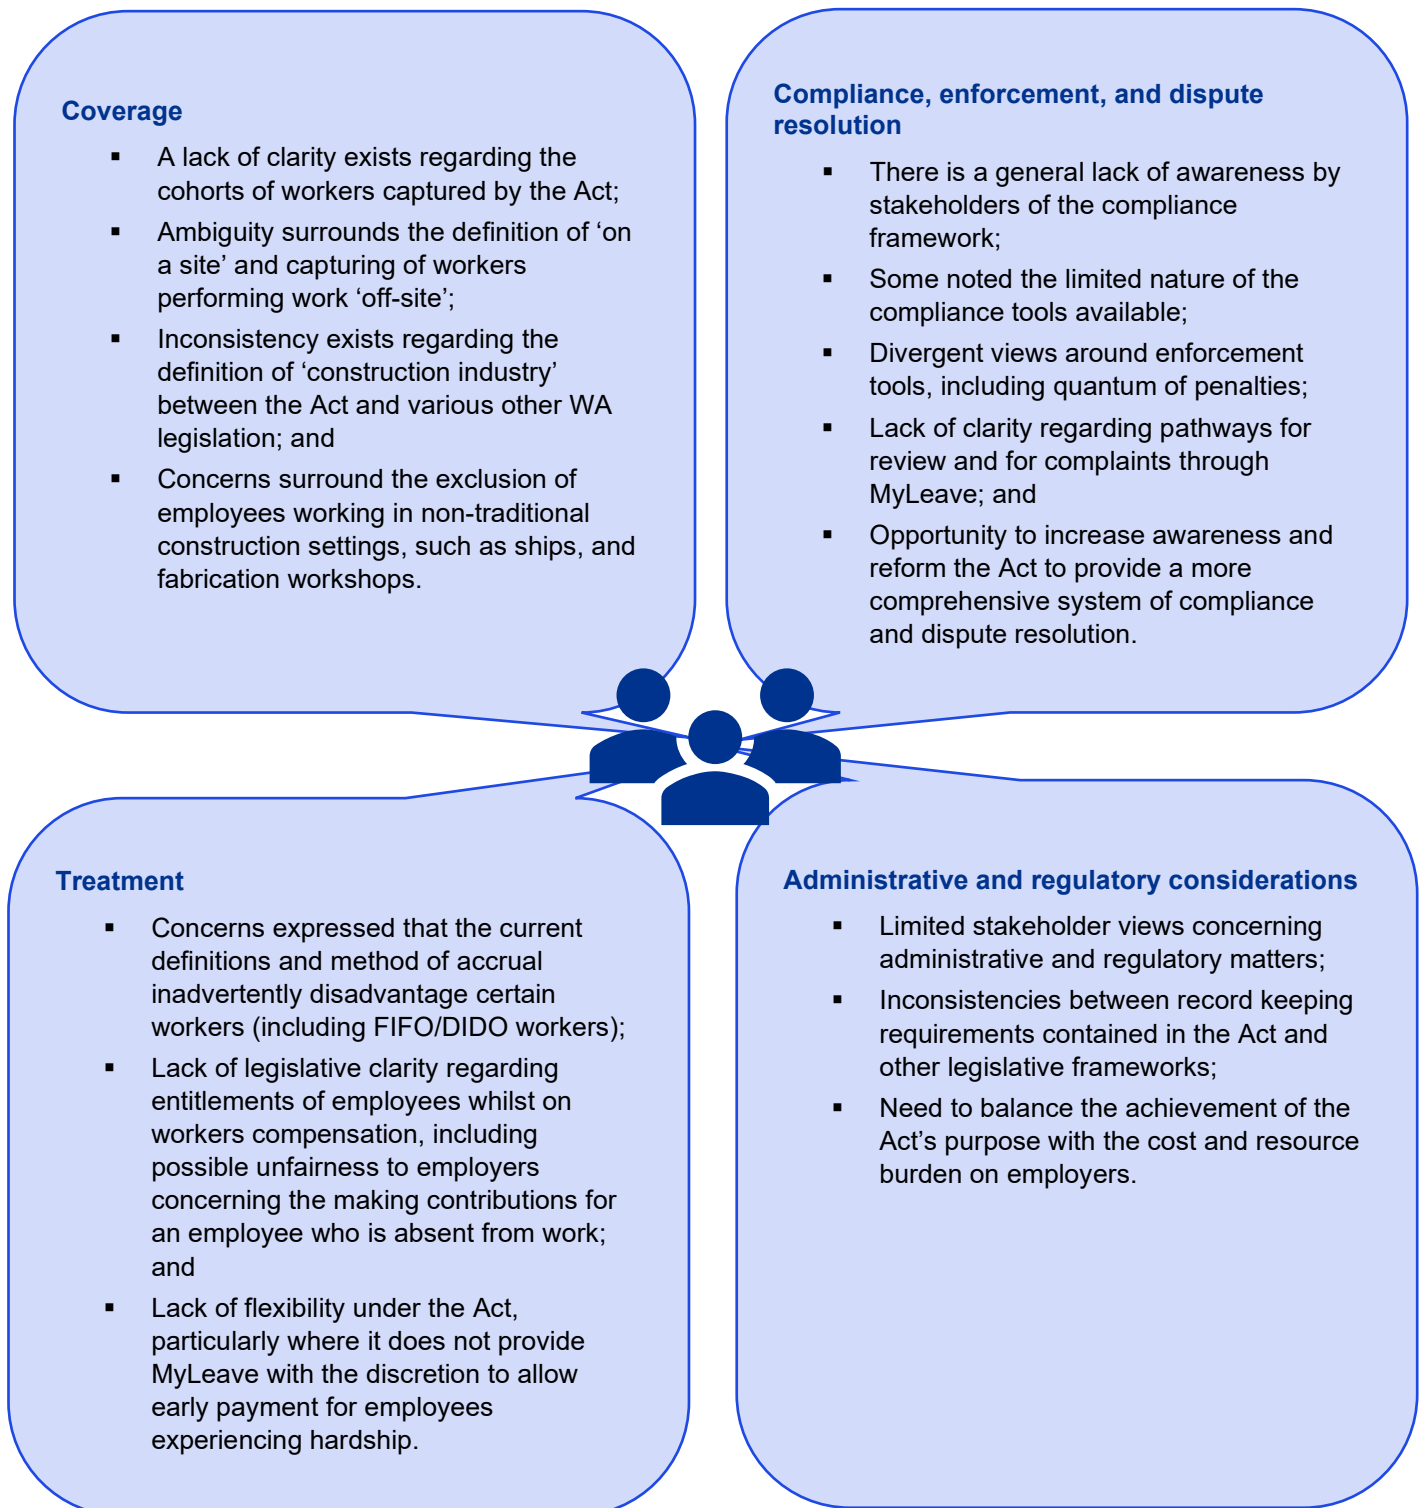 Coverage
▪ A lack of clarity exists regarding the
cohorts of workers captured by the Act;
▪ Ambiguity surrounds the definition of ‘on
a site’ and capturing of workers
performing work ‘off-site’;
▪ Inconsistency exists regarding the
definition of ‘construction industry’
between the Act and various other WA
legislation; and
▪ Concerns surround the exclusion of
employees working in non-traditional
construction settings, such as ships, and
fabrication workshops.
Compliance, enforcement, and dispute
resolution
▪ There is a general lack of awareness by
stakeholders of the compliance
framework;
▪ Some noted the limited nature of the
compliance tools available;
▪ Divergent views around enforcement
tools, including quantum of penalties;
▪ Lack of clarity regarding pathways for
review and for complaints through
MyLeave; and
▪ Opportunity to increase awareness and
reform the Act to provide a more
comprehensive system of compliance
and dispute resolution.
Treatment
▪ Concerns expressed that the current
definitions and method of accrual
inadvertently disadvantage certain
workers (including FIFO/DIDO workers);
▪ Lack of legislative clarity regarding
entitlements of employees whilst on
workers compensation, including
possible unfairness to employers
concerning the making contributions for
an employee who is absent from work;
and
▪ Lack of flexibility under the Act,
particularly where it does not provide
MyLeave with the discretion to allow
early payment for employees
experiencing hardship.
Administrative and regulatory considerations
▪ Limited stakeholder views concerning
administrative and regulatory matters;
▪ Inconsistencies between record keeping
requirements contained in the Act and
other legislative frameworks;
▪ Need to balance the achievement of the
Act’s purpose with the cost and resource
burden on employers.